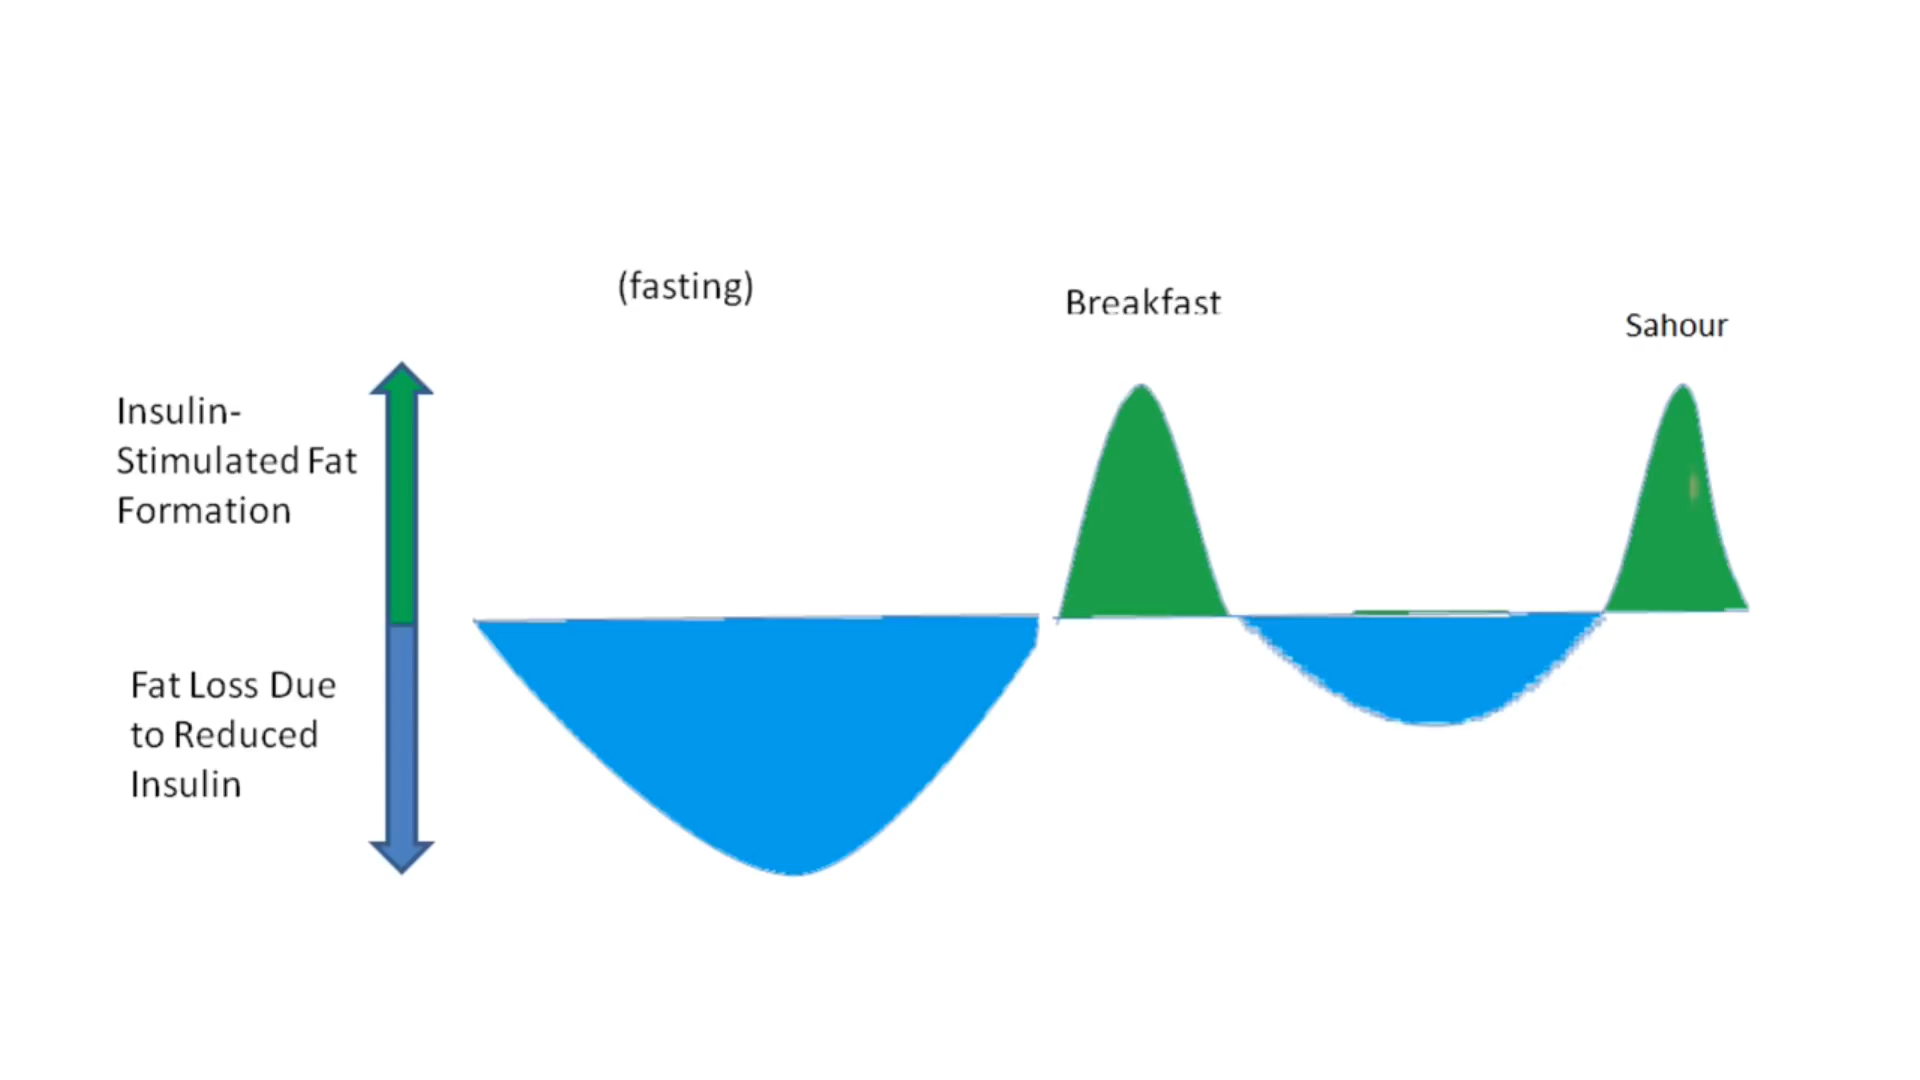 (fasting)
Breakfast
Sahour
Insulin-
Stimulated Fat
Formation
Fat Loss Due
to Reduced
Insulin